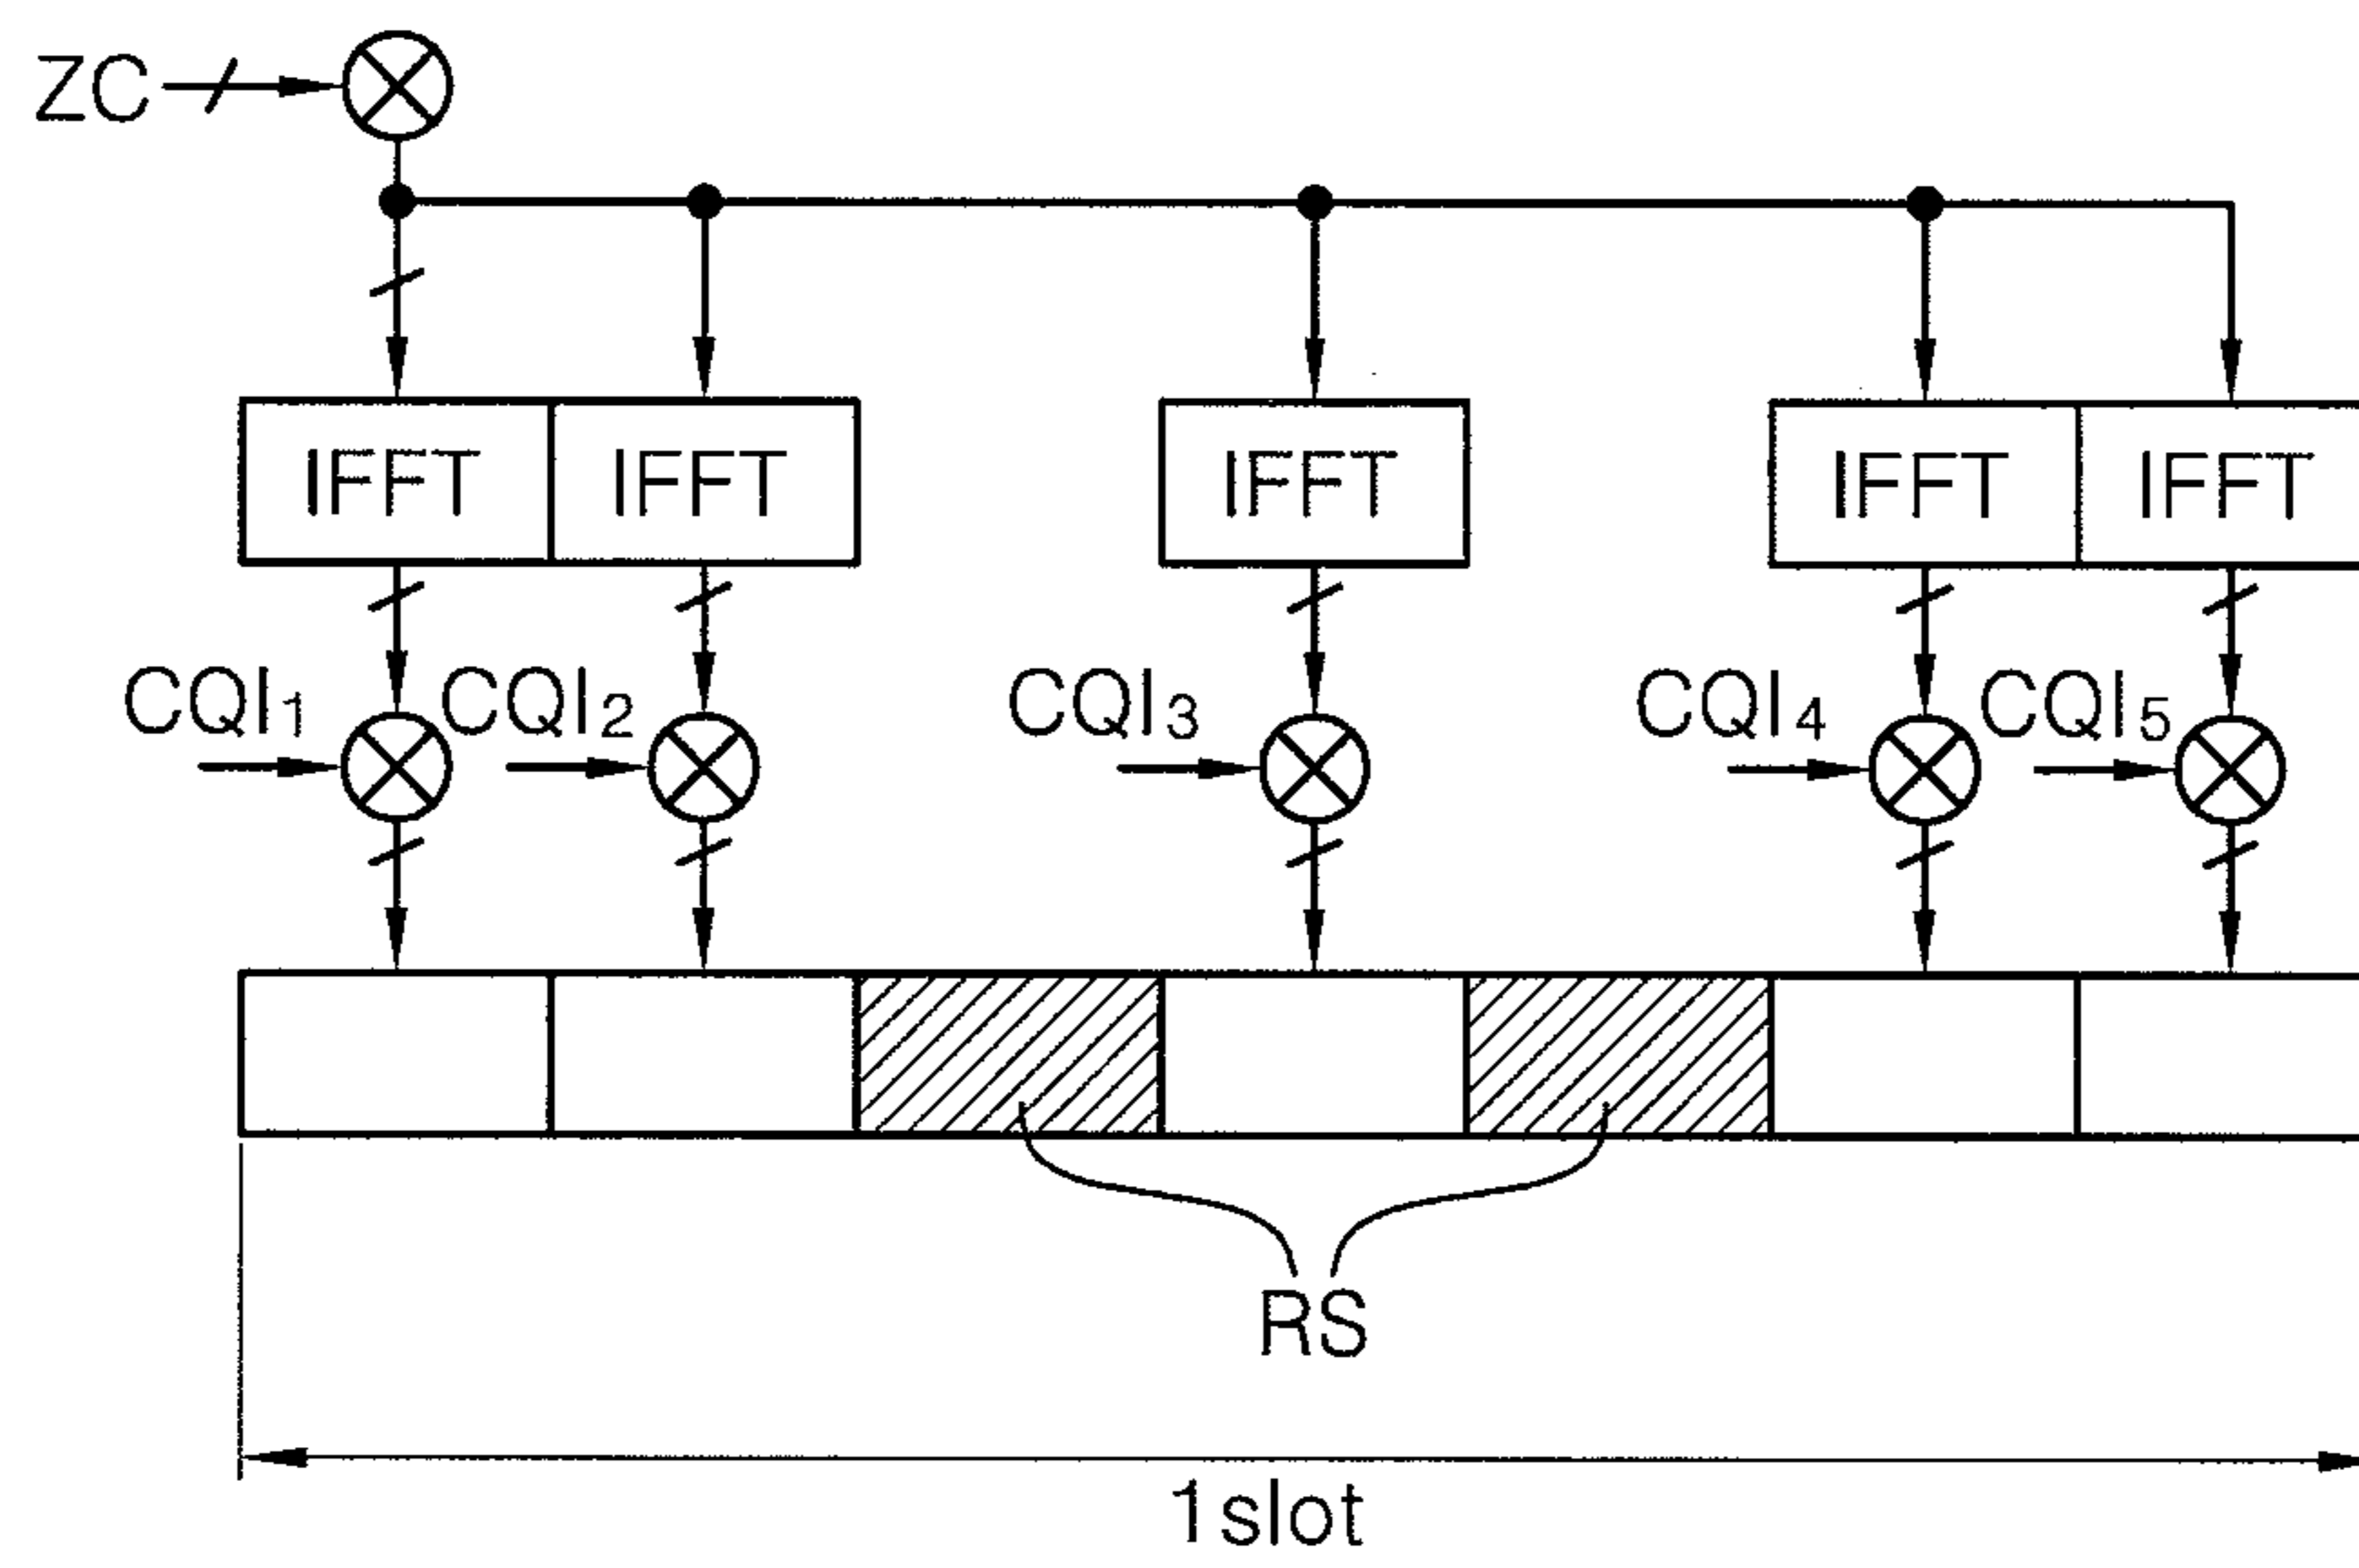 ZC
IFFT IFFT IFFT IFFT IFFT
CQI1 CQI2 CQI3 CQI4 CQI5
RS
1slot